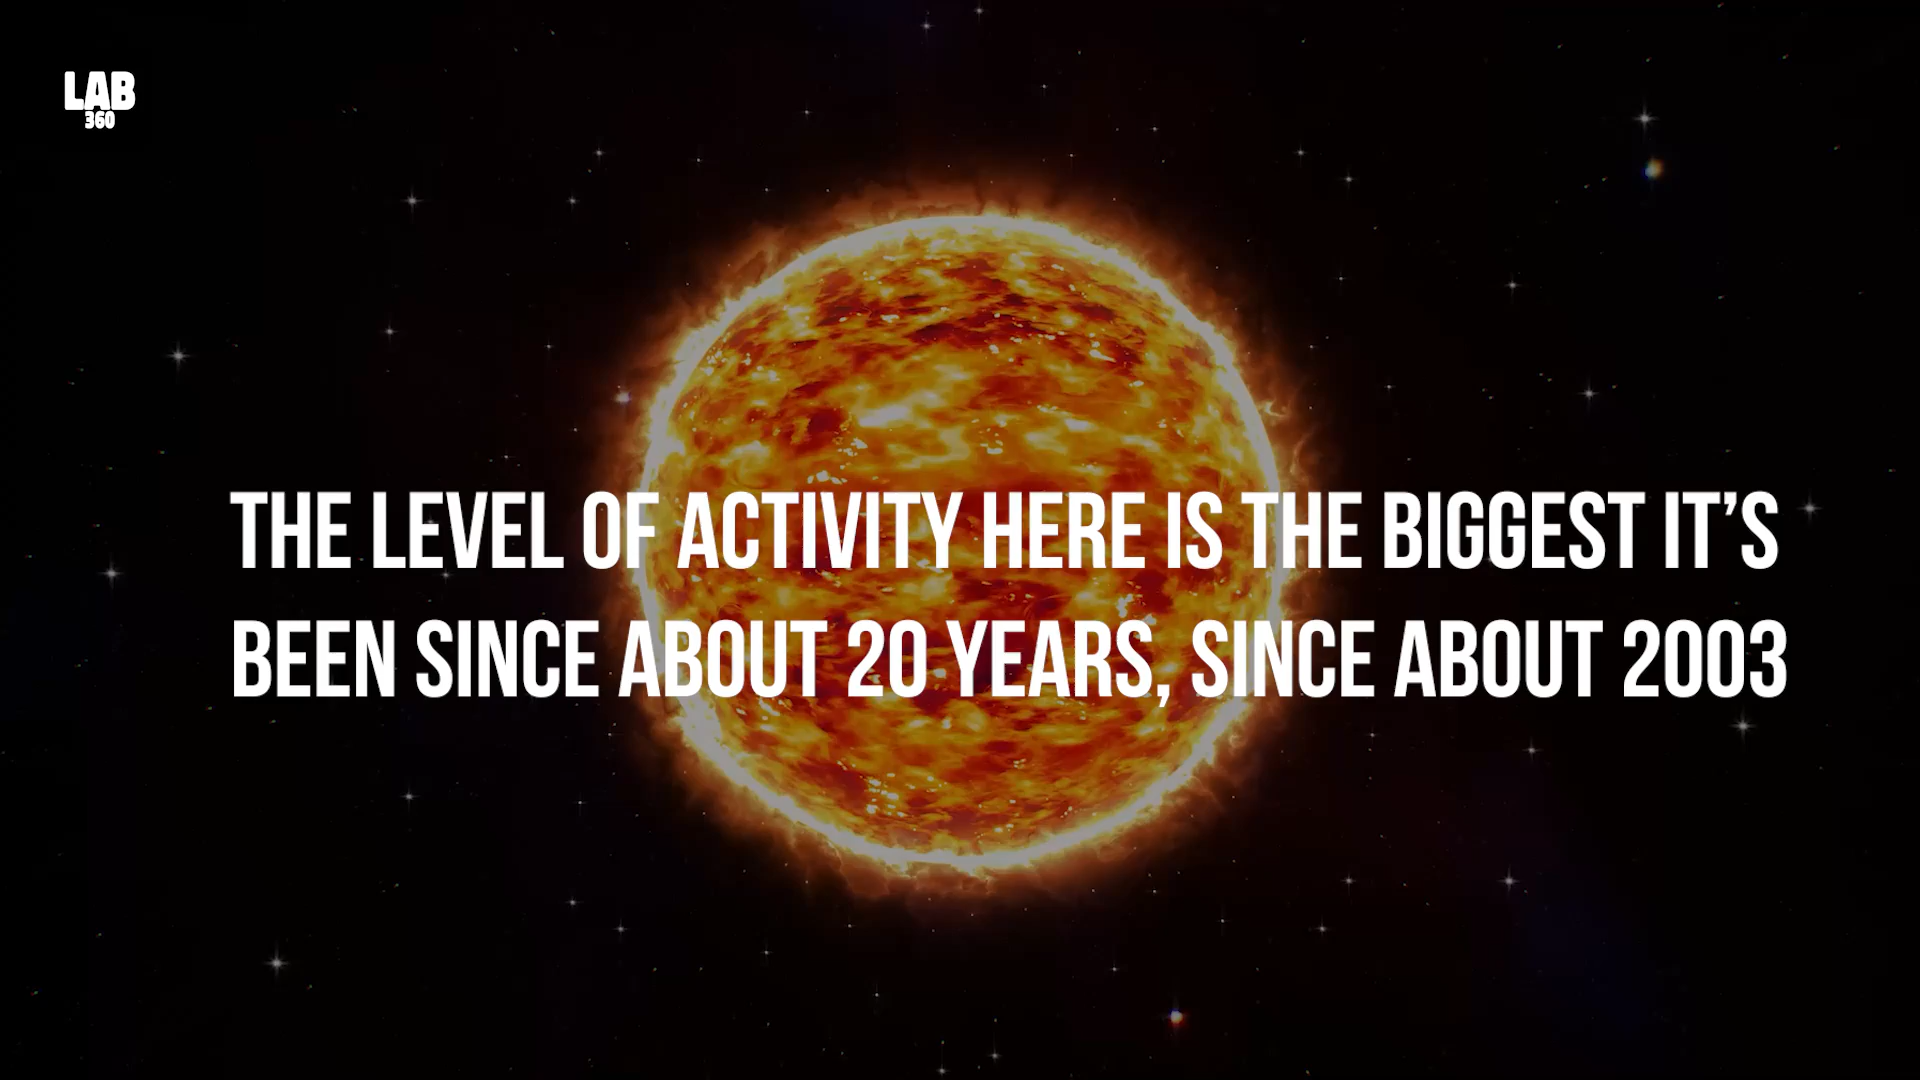 LAB
360
THE LEVEL OF ACTIVITY HERE IS THE BIGGEST IT’S
BEEN SINCE ABOUT 20 YEARS, SINCE ABOUT 2003